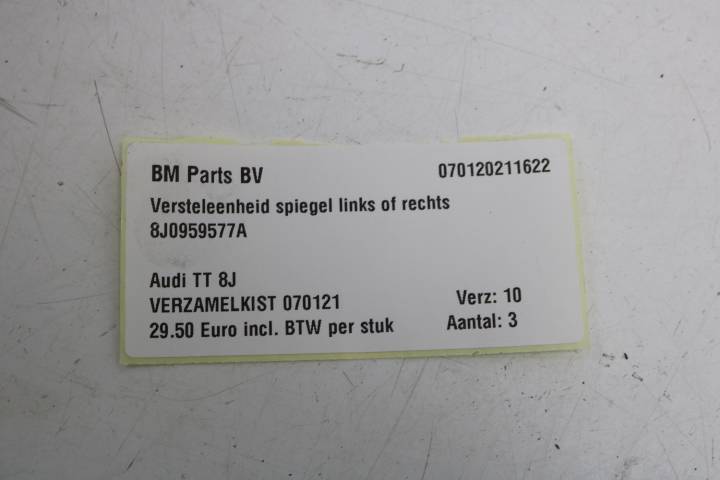 BM Parts BV 070120211622
Versteleenheid spiegel links of rechts
8J0959577A
Audi TT 8J
VERZAMELKIST 070121 Verz: 10
29.50 Euro incl. BTW per stuk Aantal: 3